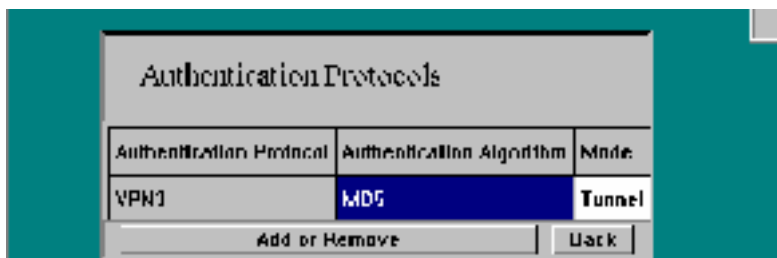 Authentication Protocols
Authentication Protocol Authentication Algorithm Mode
VPN1 MD5 Tunnel
Add or Remove Back